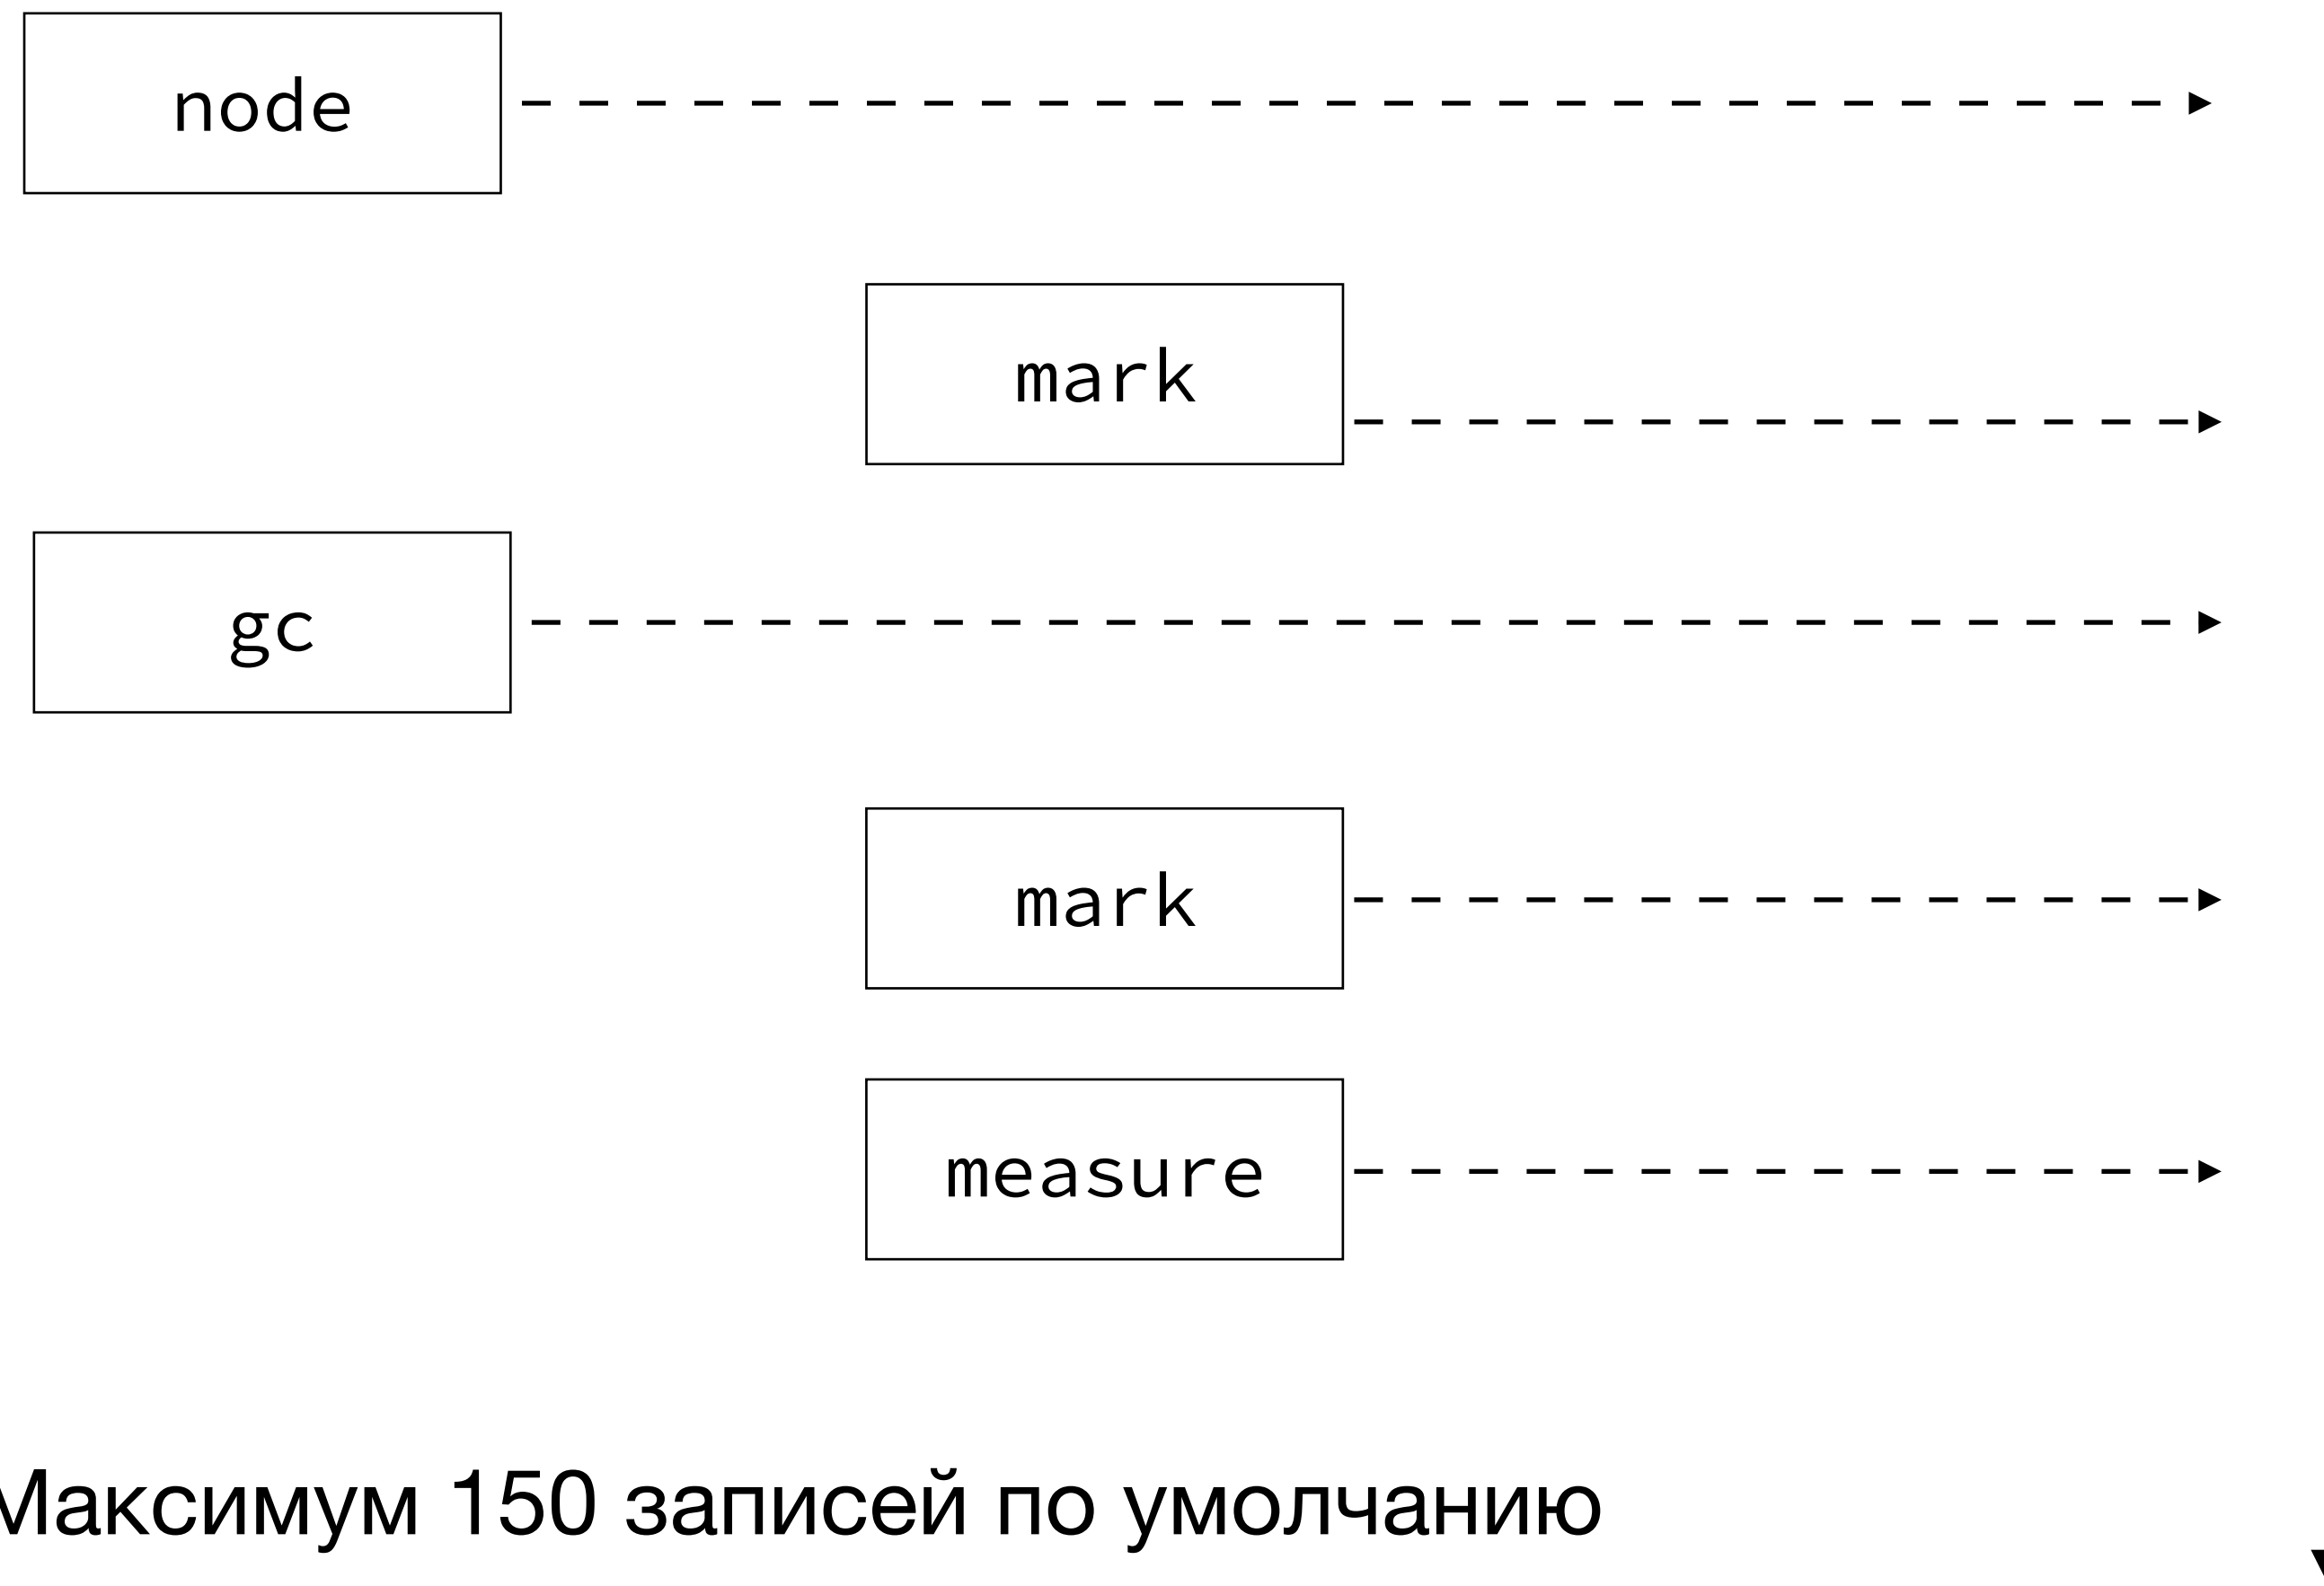 node
mark
gc
mark
measure
Максимум 150 записей по умолчанию